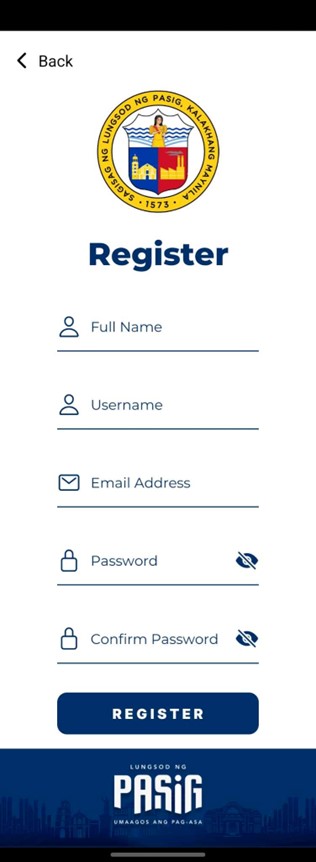 Back
SAGISAG NG LUNGSOD NG PASIG, KALAKHANG MAYNILA
· 1573 ·
Register
Full Name
Username
Email Address
Password
Confirm Password
REGISTER
LUNGSOD NG
PASIG
UMAAGOS ANG PAG-ASA